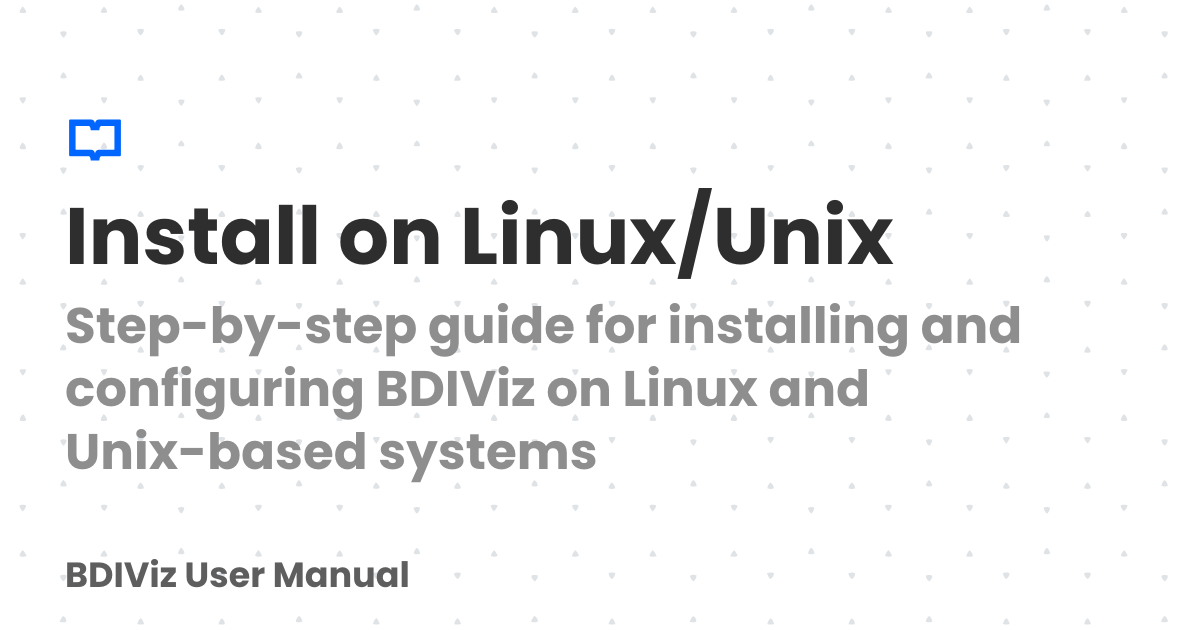 Install on Linux/Unix
Step-by-step guide for installing and
configuring BDIViz on Linux and
Unix-based systems
BDIViz User Manual